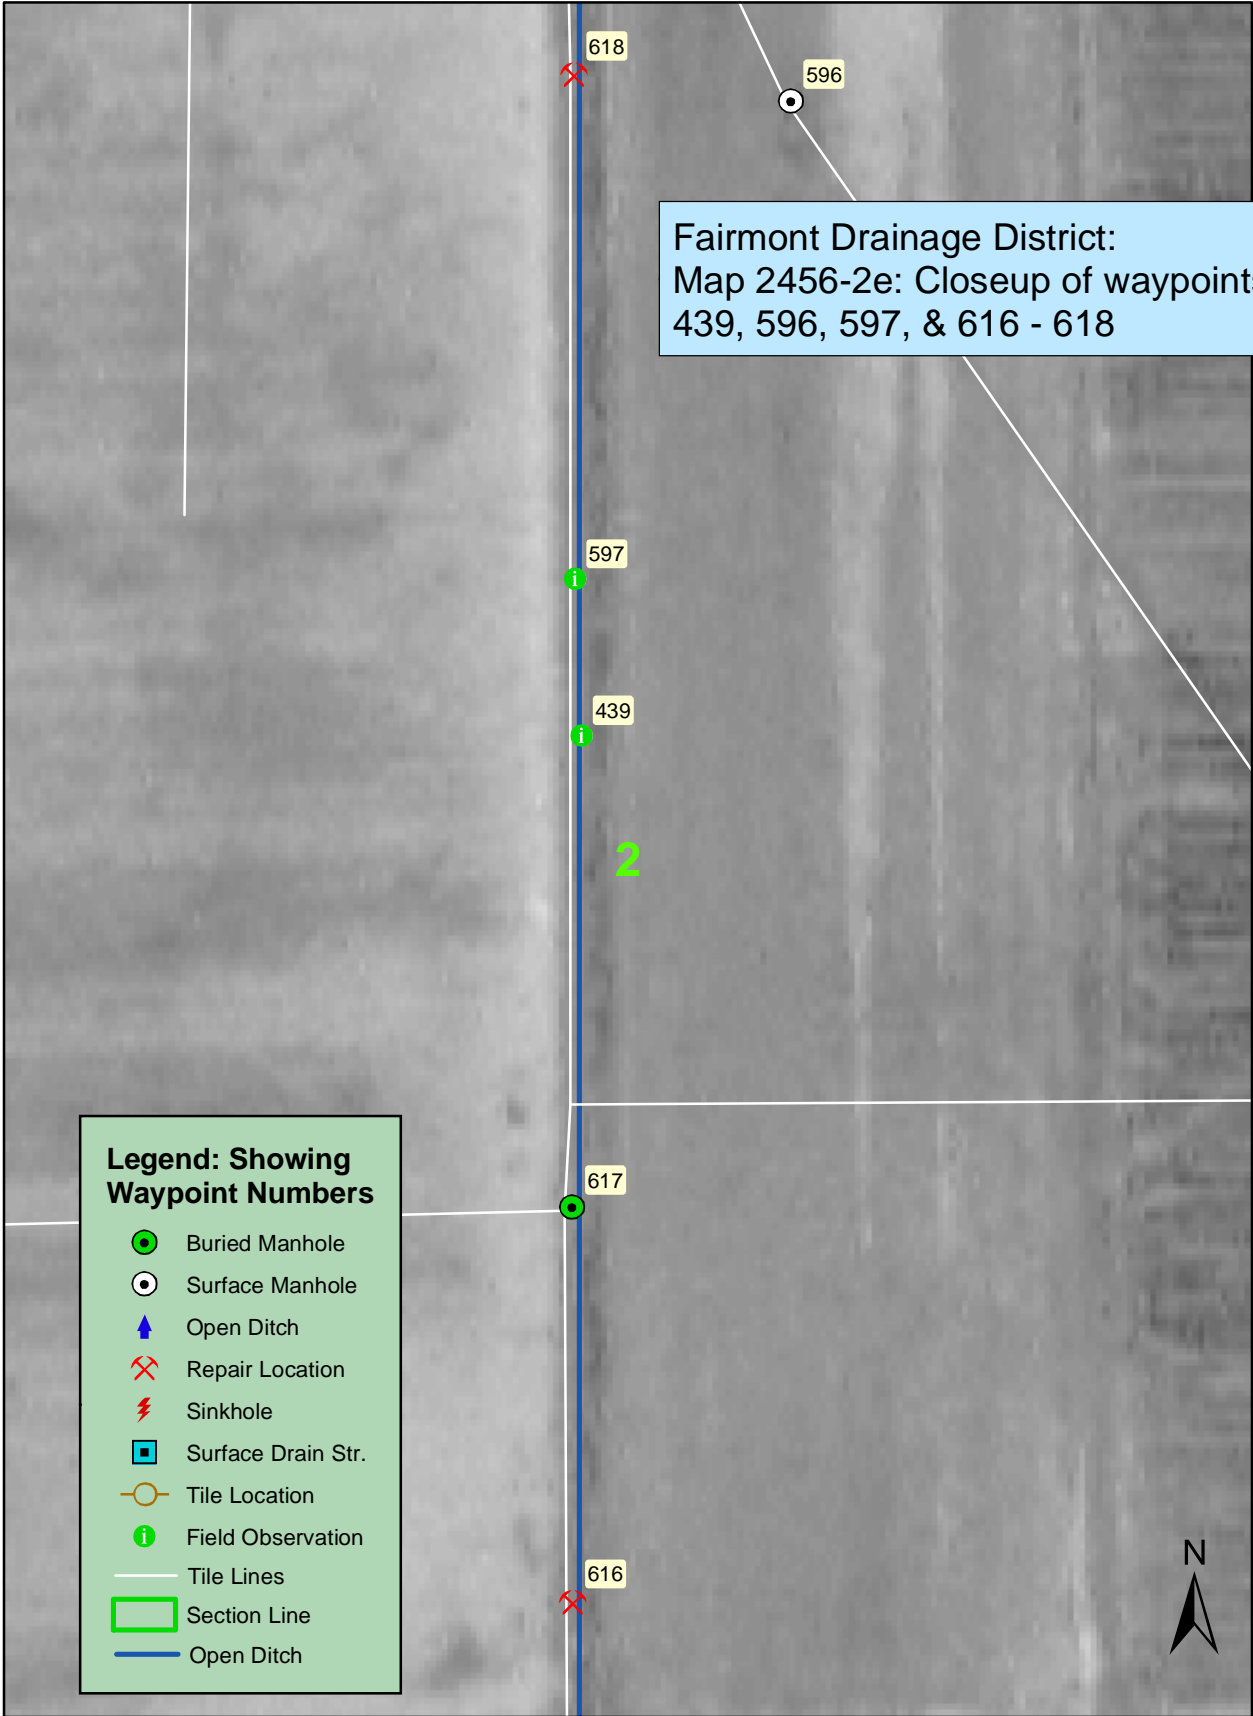 618
596
Fairmont Drainage District:
Map 2456-2e: Closeup of waypoints
439, 596, 597, & 616 - 618
597
439
2
617
Legend: Showing
Waypoint Numbers
Buried Manhole
Surface Manhole
Open Ditch
Repair Location
Sinkhole
Surface Drain Str.
Tile Location
Field Observation
Tile Lines
Section Line
Open Ditch
616
N